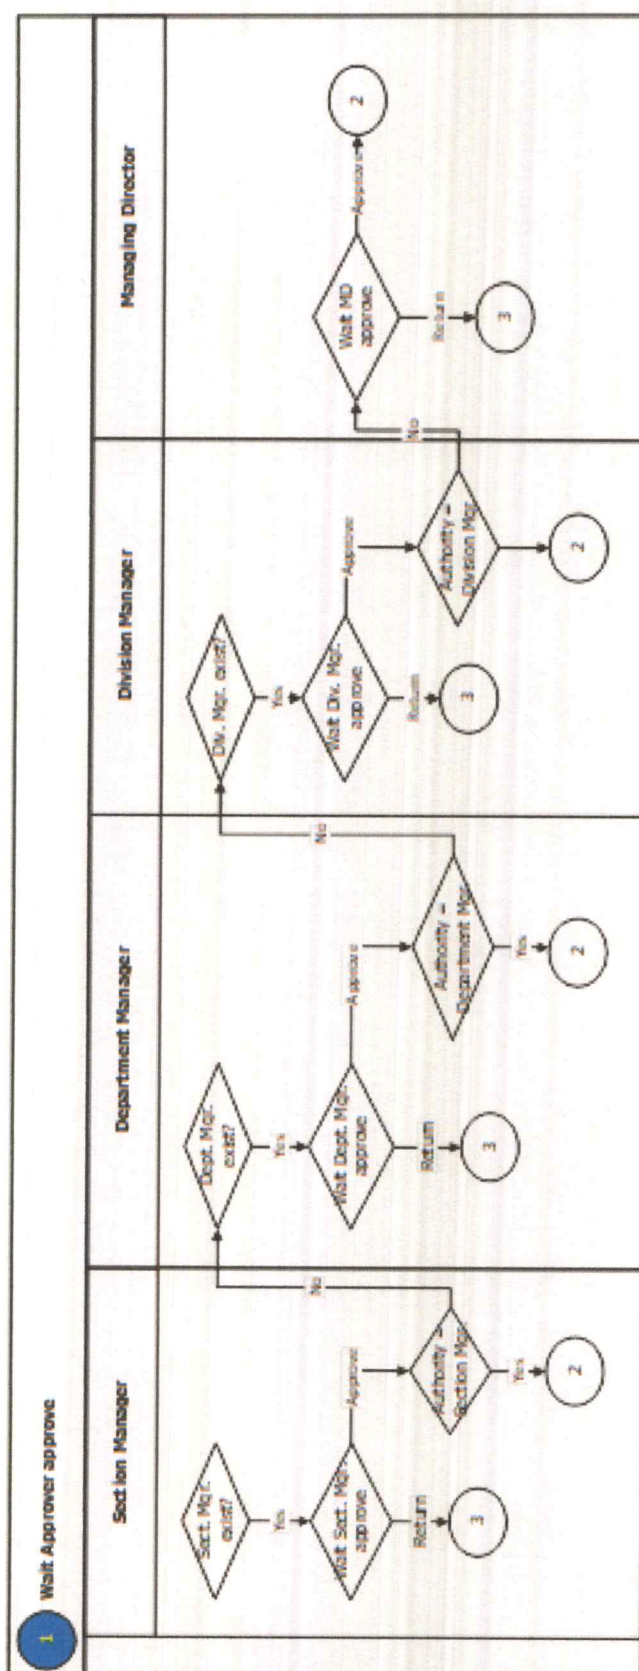 1
Wait Approver approve
Section Manager
Department Manager
Division Manager
Managing Director
Sect. Mgr.
exist?
Yes
Wait Sect. Mgr.
approve
Return
3
Approve
Authority =
Section Mgr.
Yes
2
No
Dept. Mgr.
exist?
Yes
Wait Dept. Mgr.
approve
Return
3
Approve
Authority =
Department Mgr.
Yes
2
No
Div. Mgr. exist?
Yes
Wait Div. Mgr.
approve
Return
3
Approve
Authority =
Division Mgr.
2
No
Wait MD
approve
Return
3
Approve
2